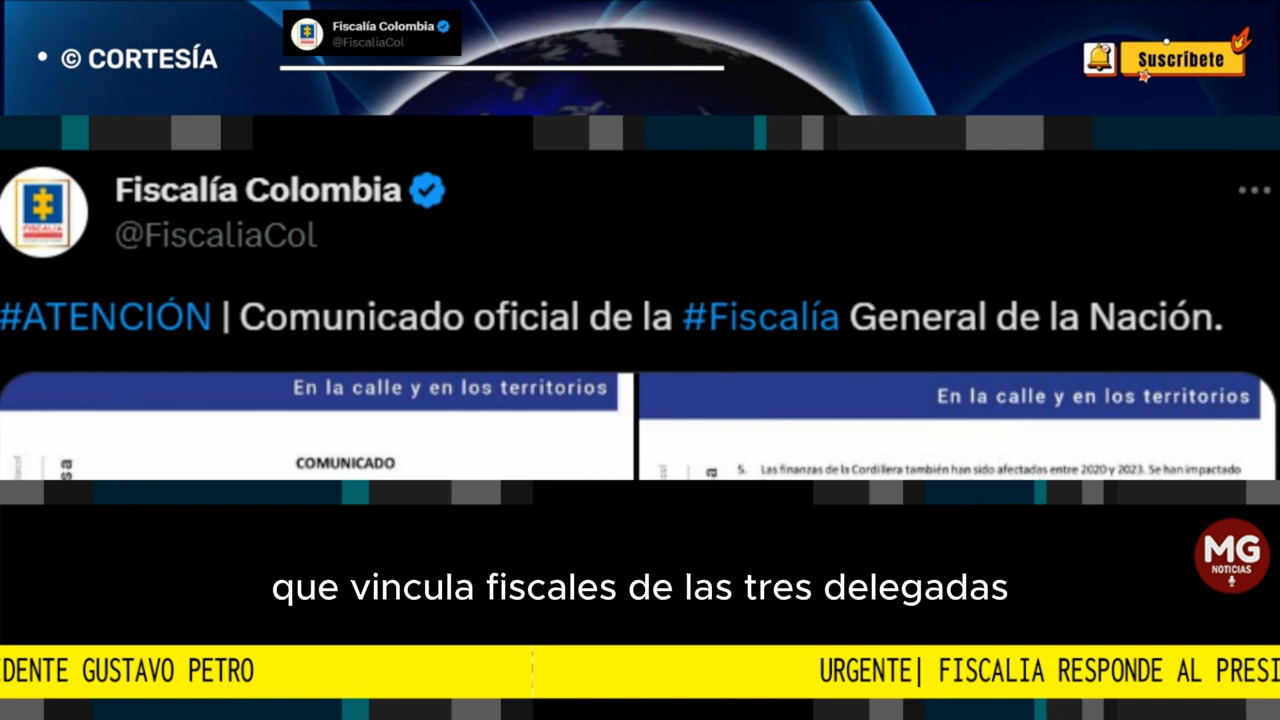 • © CORTESÍA
Fiscalía Colombia
@FiscaliaCol
Suscríbete
Fiscalía Colombia
@FiscaliaCol
#ATENCIÓN | Comunicado oficial de la #Fiscalía General de la Nación.
FISCALIA
En la calle y en los territorios
COMUNICADO
En la calle y en los territorios
5. Las finanzas de la Cordillera también han sido afectadas entre 2020 y 2023. Se han impactado
MG
NOTICIAS
que vincula fiscales de las tres delegadas
IDENTE GUSTAVO PETRO
URGENTE| FISCALIA RESPONDE AL PRESI